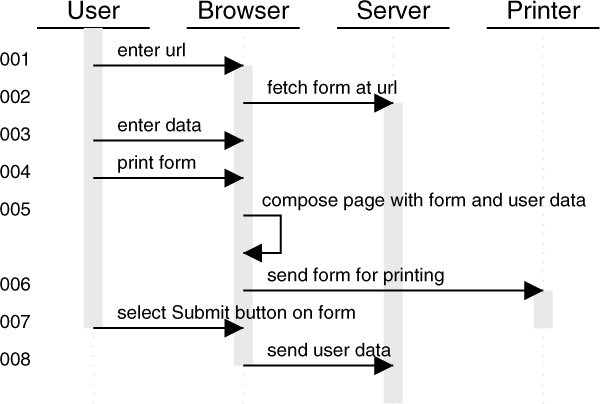 User Browser Server Printer
001 enter url
002 fetch form at url
003 enter data
004 print form
005 compose page with form and user data
006 send form for printing
007 select Submit button on form
008 send user data